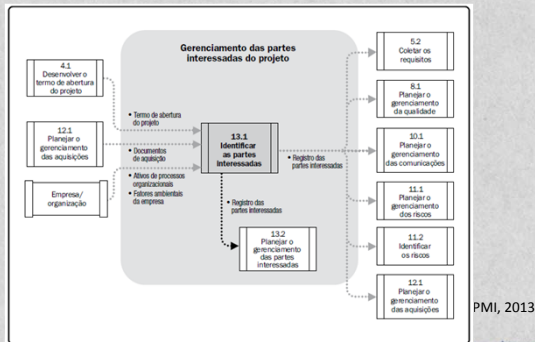 Gerenciamento das partes
interessadas do projeto
4.1
Desenvolver o
termo de abertura
do projeto
12.1
Planejar o
gerenciamento
das aquisições
Empresa/
organização
• Termo de abertura
do projeto
• Documentos
de aquisição
• Ativos de processos
organizacionais
• Fatores ambientais
da empresa
13.1
Identificar
as partes
interessadas
• Registro das
partes interessadas
• Registro das
partes interessadas
13.2
Planejar o
gerenciamento
das partes
interessadas
5.2
Coletar os
requisitos
8.1
Planejar o
gerenciamento
da qualidade
10.1
Planejar o
gerenciamento
das comunicações
11.1
Planejar o
gerenciamento
dos riscos
11.2
Identificar
os riscos
12.1
Planejar o
gerenciamento
das aquisições
PMI, 2013